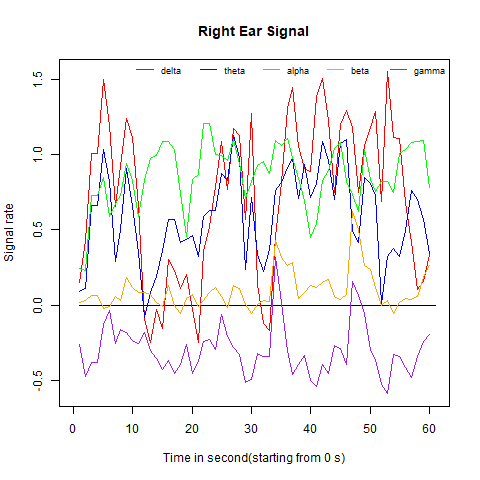 Right Ear Signal
delta theta alpha beta gamma
1.5
1.0
0.5
0.0
-0.5
Signal rate
0 10 20 30 40 50 60
Time in second(starting from 0 s)